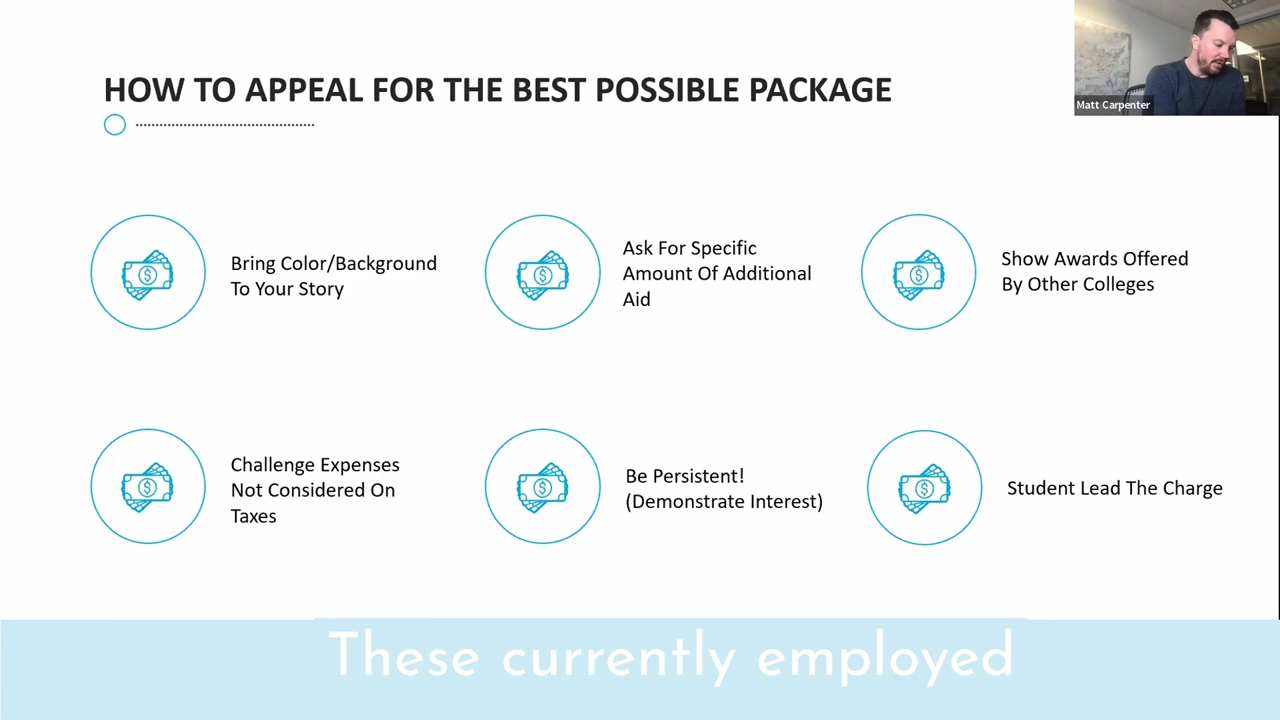 HOW TO APPEAL FOR THE BEST POSSIBLE PACKAGE
Matt Carpenter
Bring Color/Background
To Your Story
Ask For Specific
Amount Of Additional
Aid
Show Awards Offered
By Other Colleges
Challenge Expenses
Not Considered On
Taxes
Be Persistent!
(Demonstrate Interest)
Student Lead The Charge
These currently employed